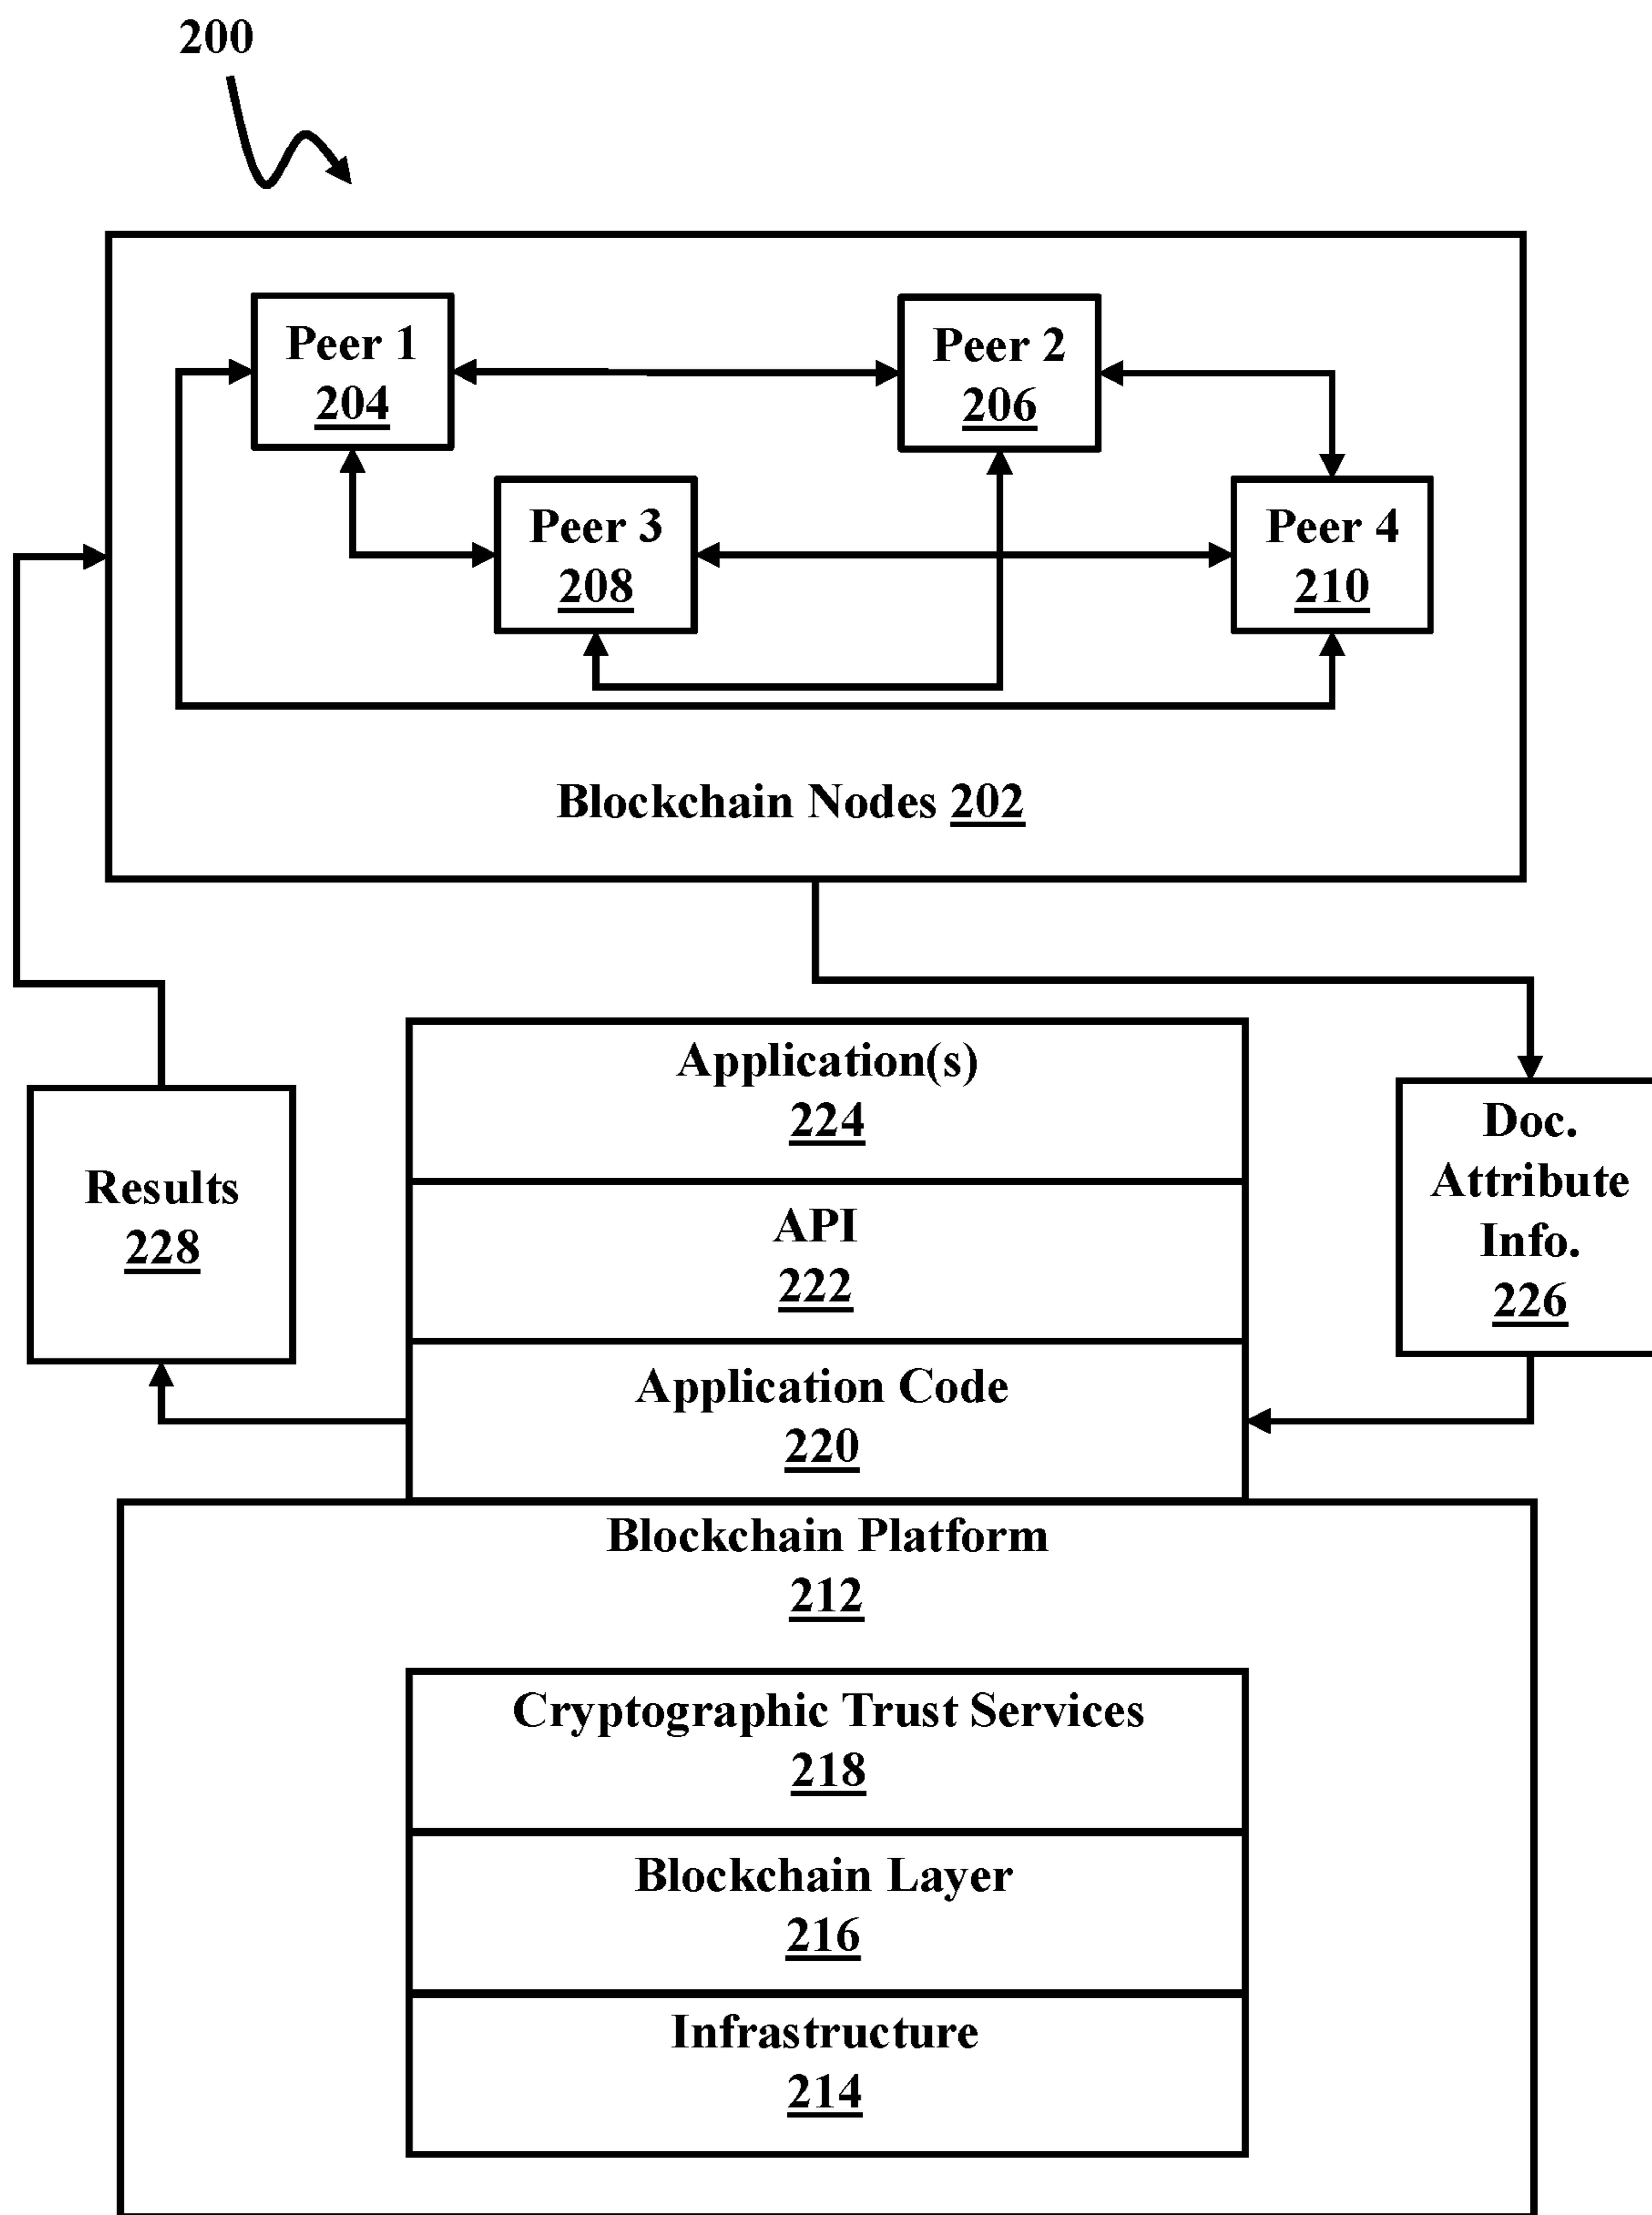 200
Peer 1
204
Peer 2
206
Peer 3
208
Peer 4
210
Blockchain Nodes 202
Application(s)
224
API
222
Application Code
220
Results
228
Doc.
Attribute
Info.
226
Blockchain Platform
212
Cryptographic Trust Services
218
Blockchain Layer
216
Infrastructure
214